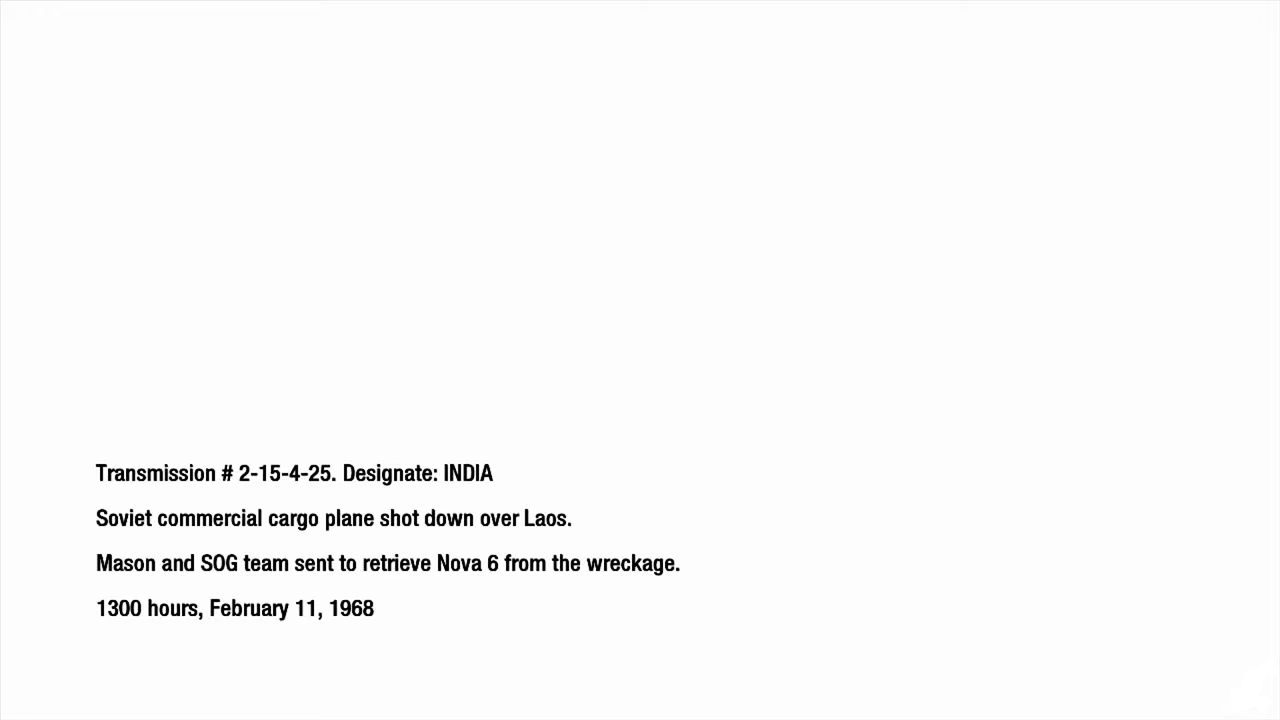 Transmission # 2-15-4-25. Designate: INDIA
Soviet commercial cargo plane shot down over Laos.
Mason and SOG team sent to retrieve Nova 6 from the wreckage.
1300 hours, February 11, 1968